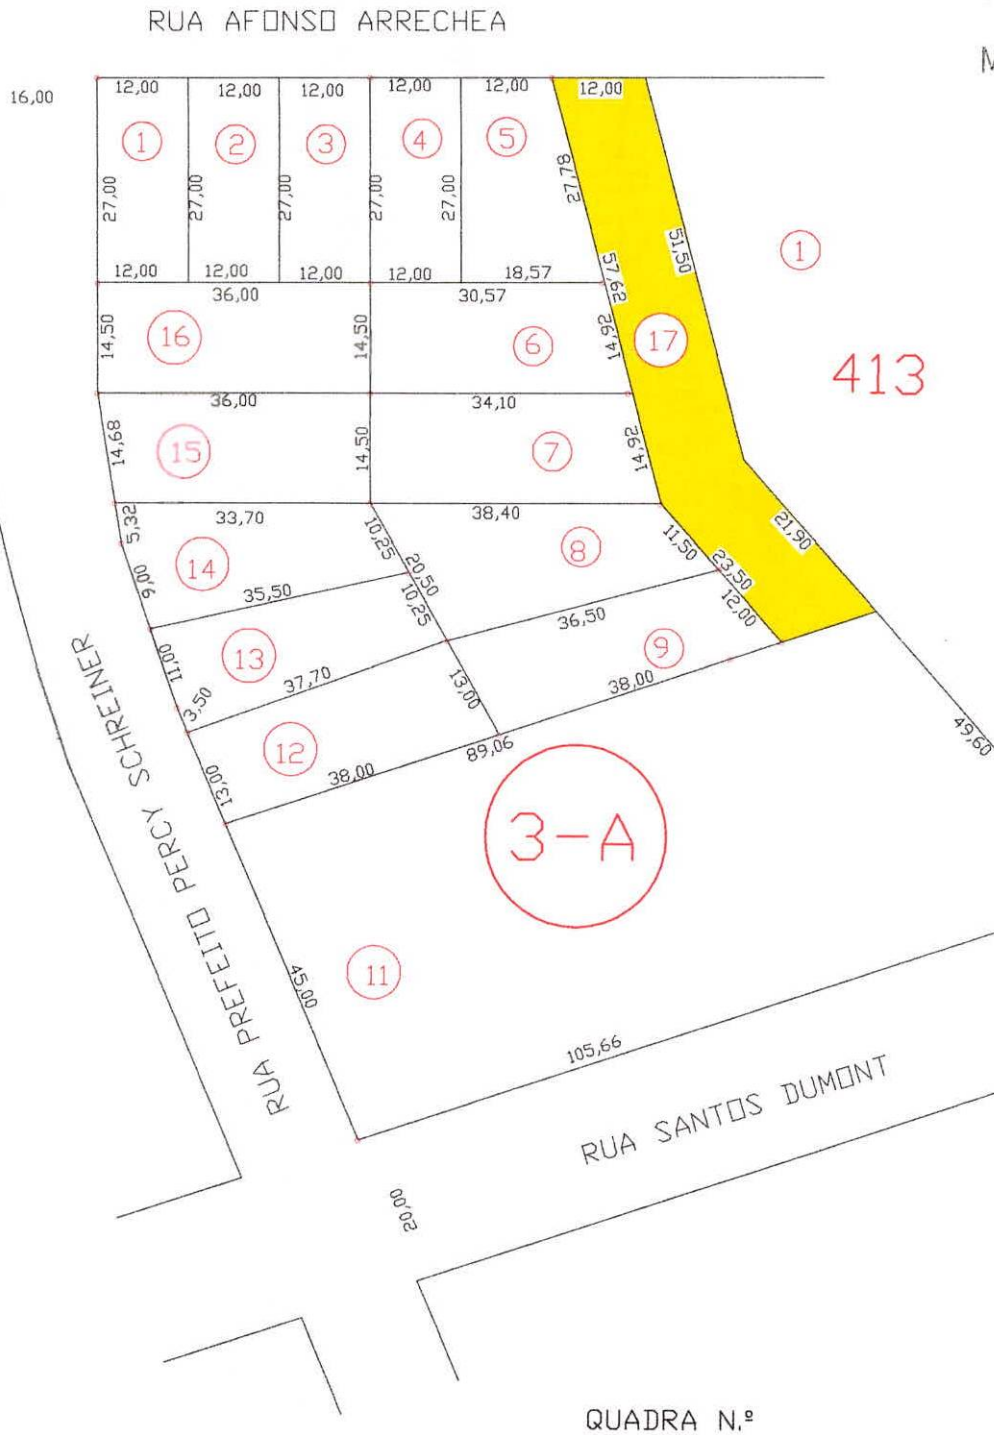 RUA AFONSO ARRECHEA
16,00
12,00 12,00 12,00 12,00 12,00 12,00
1 2 3 4 5
27,00 27,00 27,00 27,00 27,00 27,78
51,50
1
12,00 12,00 12,00 12,00 18,57
57,62
36,00 30,57
14,50 16 14,50 6 14,92 17
413
36,00 34,10
14,68 15 14,50 7 14,92
33,70 38,40
5,32 14 10,25 8 11,50 21,90
9,00 35,50 20,50 23,50
10,25 36,50 12,00
11,00 13 9
37,70 13,00 38,00
3,50 12 89,06 49,60
13,00 38,00
3-A
RUA PREFEITO PERCY SCHREINER
11
45,00
105,66
RUA SANTOS DUMONT
20,00
QUADRA N.º